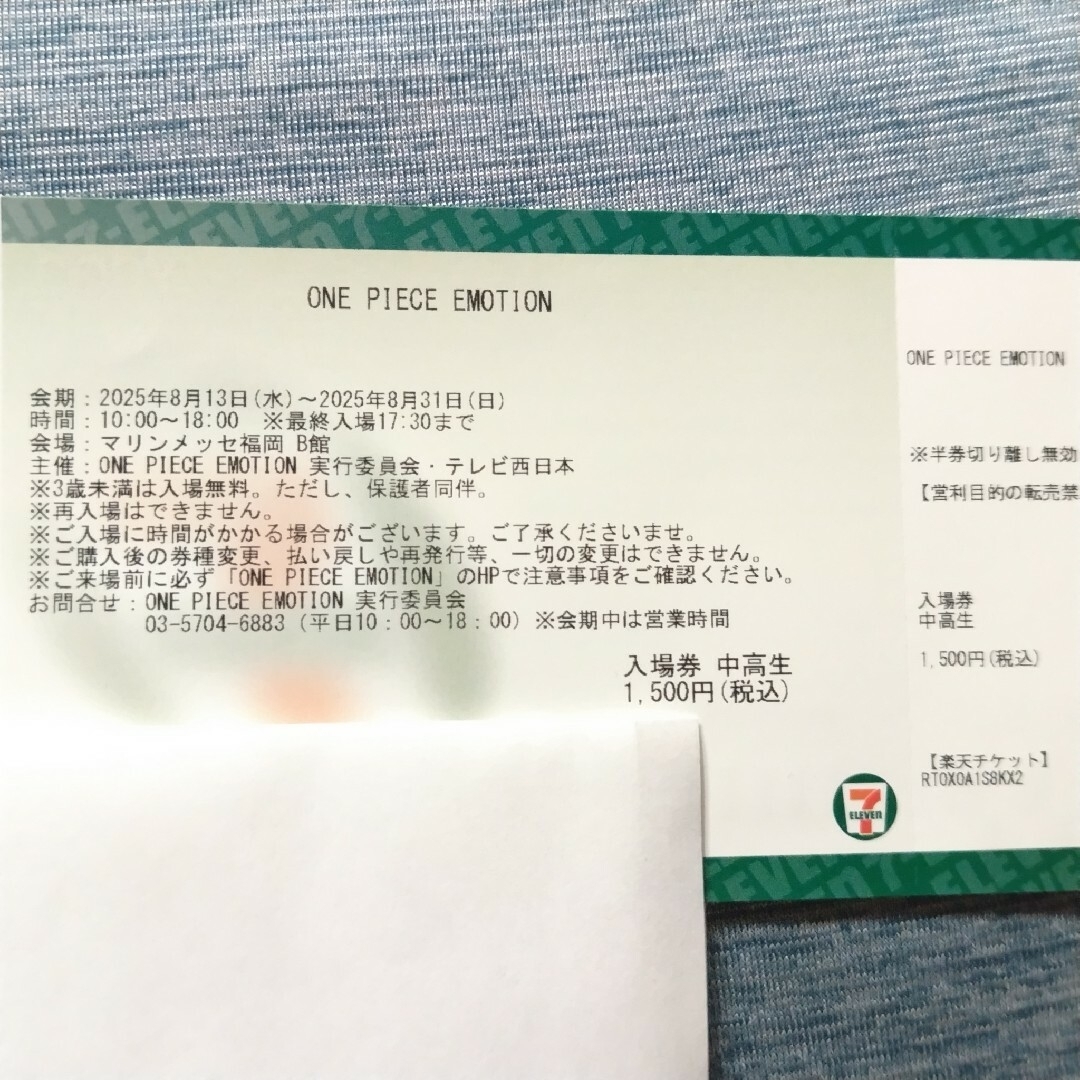 ONE PIECE EMOTION
会期：2025年8月13日(水)～2025年8月31日(日)
時間：10:00～18:00　※最終入場17:30まで
会場：マリンメッセ福岡 B館
主催：ONE PIECE EMOTION 実行委員会・テレビ西日本
※3歳未満は入場無料。ただし、保護者同伴。
※再入場はできません。
※ご入場に時間がかかる場合がございます。ご了承くださいませ。
※ご購入後の券種変更、払い戻しや再発行等、一切の変更はできません。
※ご来場前に必ず「ONE PIECE EMOTION」のHPで注意事項をご確認ください。
お問合せ：ONE PIECE EMOTION 実行委員会
03-5704-6883（平日10：00～18：00）※会期中は営業時間
入場券 中高生
1,500円(税込)
7 ELEVEN
ONE PIECE EMOTION
※半券切り離し無効
【営利目的の転売禁
入場券
中高生
1,500円(税込)
【楽天チケット】
RT0X0A1S8KX2